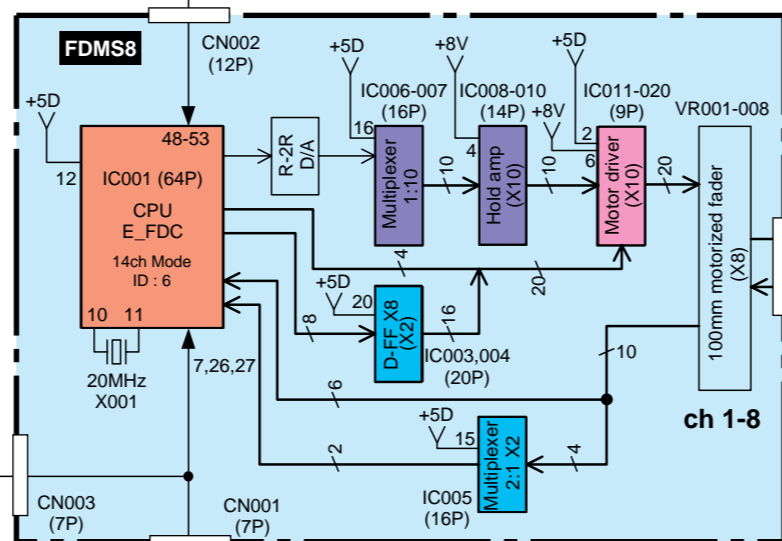 FDMS8
CN002
(12P)
+5D
12
48-53
IC001 (64P)
CPU
E_FDC
14ch Mode
ID : 6
10
11
20MHz
X001
7,26,27
R-2R
D/A
+5D
16
IC006-007
(16P)
Multiplexer
1:10
10
+8V
4
IC008-010
(14P)
Hold amp
(X10)
10
+5D
+8V
2
6
IC011-020
(9P)
Motor driver
(X10)
20
VR001-008
100mm motorized fader
(X8)
ch 1-8
4
20
8
+5D
20
D-FF X8
(X2)
16
IC003,004
(20P)
10
6
+5D
15
Multiplexer
2:1 X2
IC005
(16P)
4
2
CN003
(7P)
CN001
(7P)